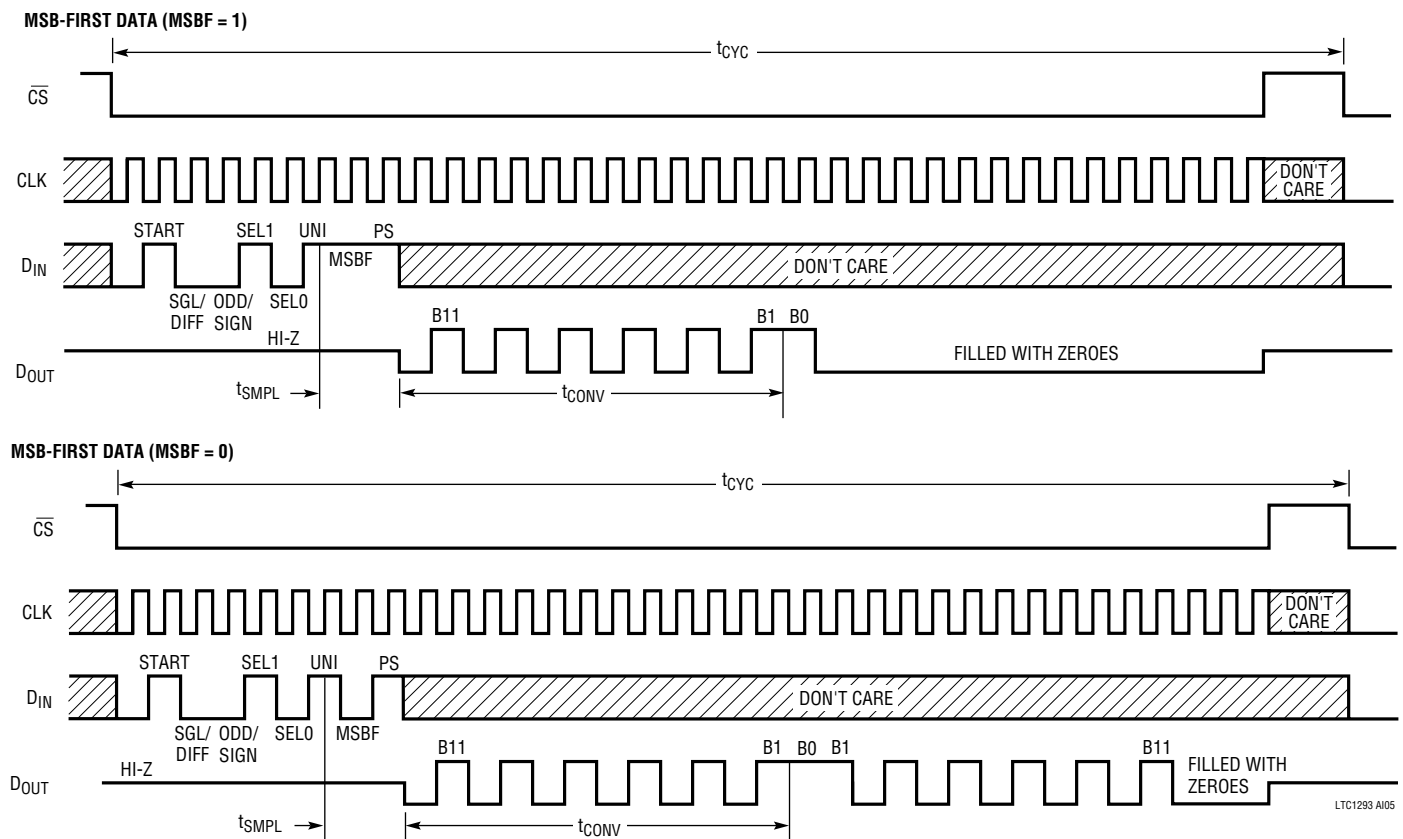 MSB-FIRST DATA (MSBF = 1)
tCYC
CS
CLK
DON'T
CARE
START
SEL1
UNI
PS
DIN
MSBF
DON'T CARE
SGL/
DIFF
ODD/
SIGN
SEL0
HI-Z
B11
B1
B0
DOUT
FILLED WITH ZEROES
tSMPL
tCONV
MSB-FIRST DATA (MSBF = 0)
tCYC
CS
CLK
DON'T
CARE
START
SEL1
UNI
PS
DIN
DON'T CARE
SGL/
DIFF
ODD/
SIGN
SEL0
MSBF
HI-Z
B11
B1
B0
B1
B11
FILLED WITH
ZEROES
DOUT
tSMPL
tCONV
LTC1293 AI05